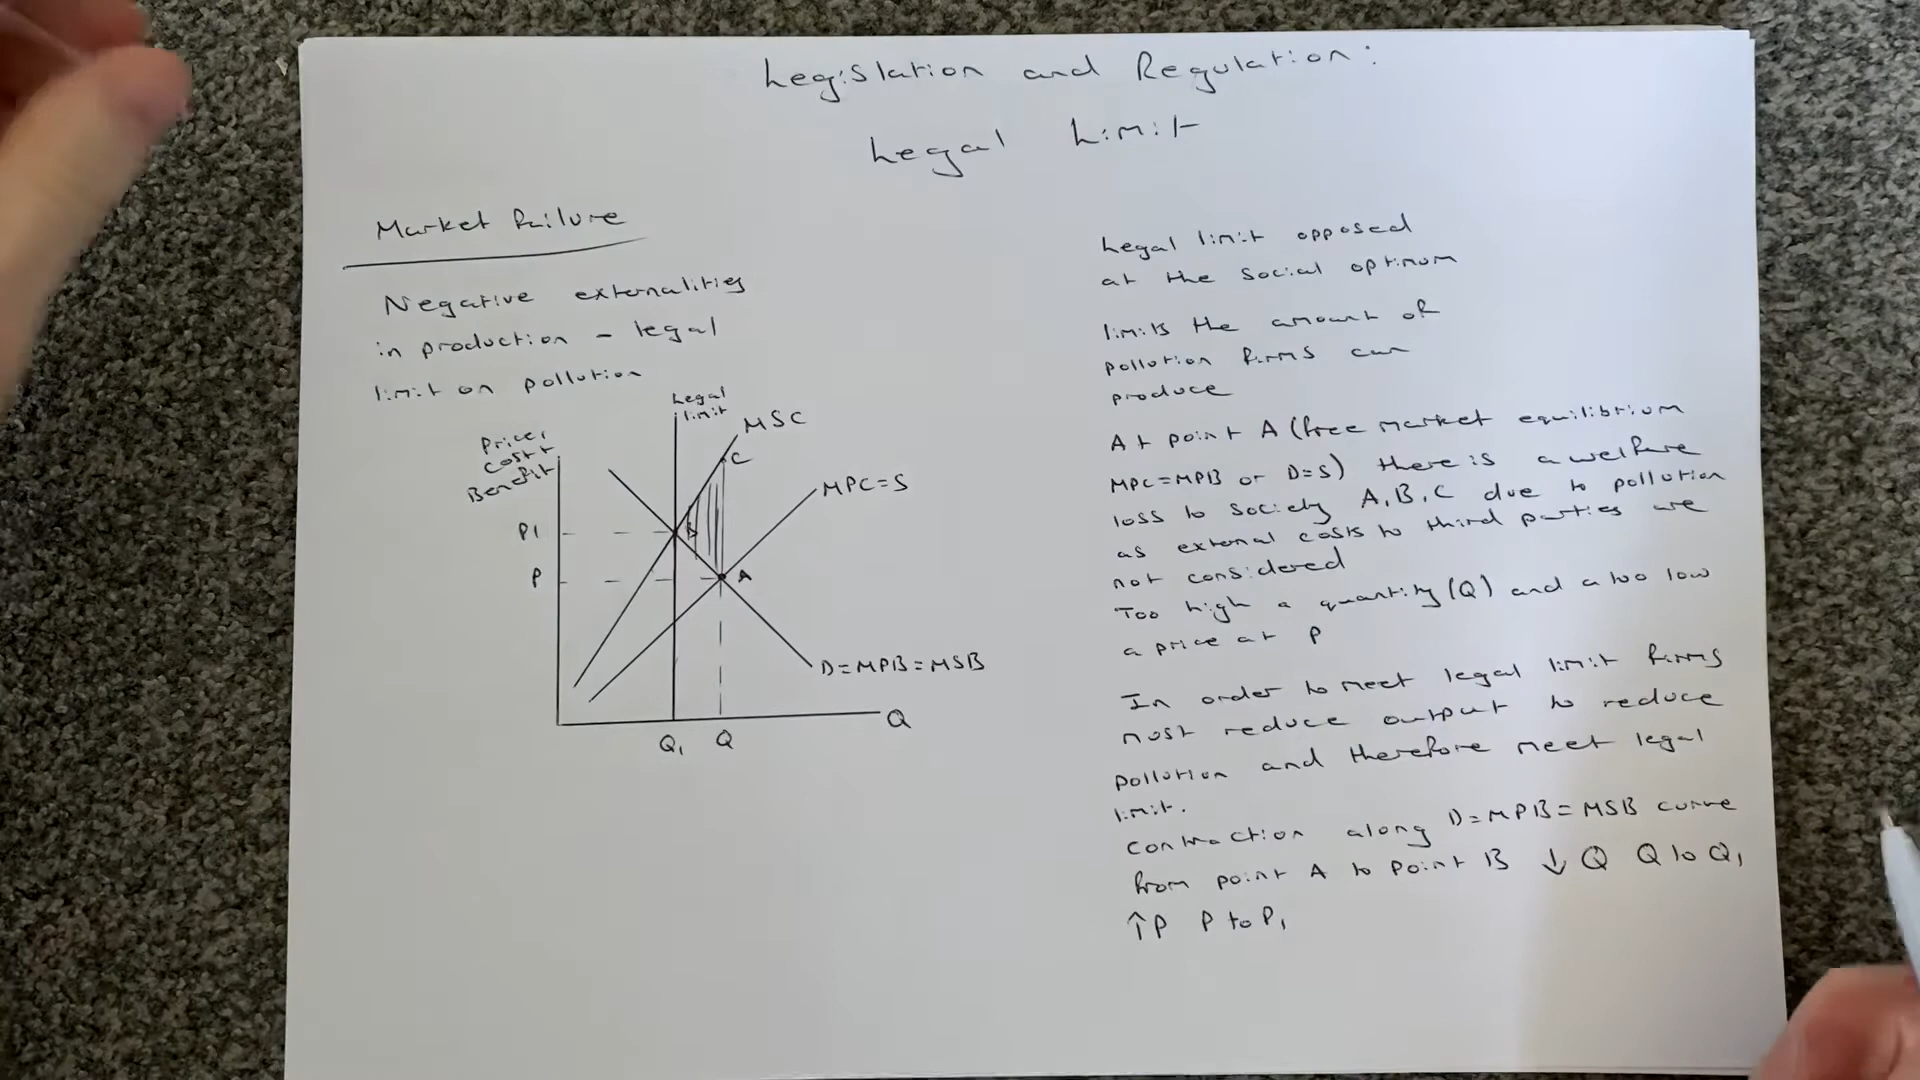 Legislation and Regulation:
Legal Limit
Market Failure
Negative externalities
in production - legal
limit on pollution
Legal
limit
MSC
Price,
Cost +
Benefit
C
MPC=S
P1
B
P
A
D=MPB=MSB
Q
Q1 Q
Legal limit opposed
at the social optimum
limits the amount of
pollution firms can
produce
At point A (free market equilibrium
MPC=MPB or D=S) there is a welfare
loss to society A,B,C due to pollution
as external costs to third parties are
not considered
Too high a quantity (Q) and a too low
a price at P
In order to meet legal limit firms
must reduce output to reduce
pollution and therefore meet legal
limit.
contraction along D=MPB=MSB curve
from point A to point B ↓ Q Q to Q1
↑P P to P1